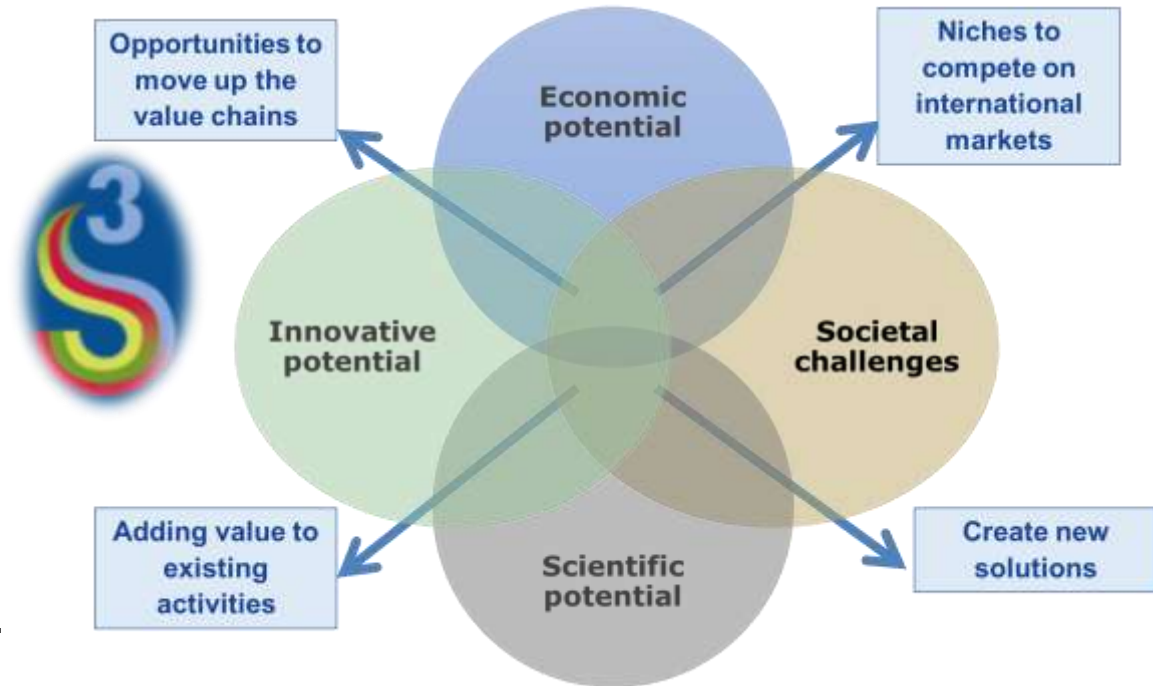 Opportunities to
move up the
value chains
Niches to
compete on
international
markets
Economic
potential
3
S
Innovative
potential
Societal
challenges
Adding value to
existing
activities
Scientific
potential
Create new
solutions